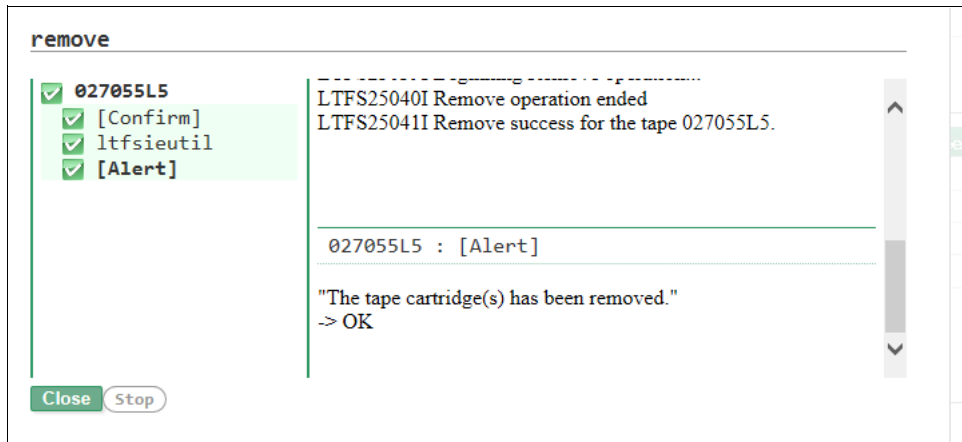 remove
027055L5
[Confirm]
ltfsieutil
[Alert]
LTFS25040I Remove operation ended
LTFS25041I Remove success for the tape 027055L5.
027055L5 : [Alert]
"The tape cartridge(s) has been removed."
-> OK
Close
Stop